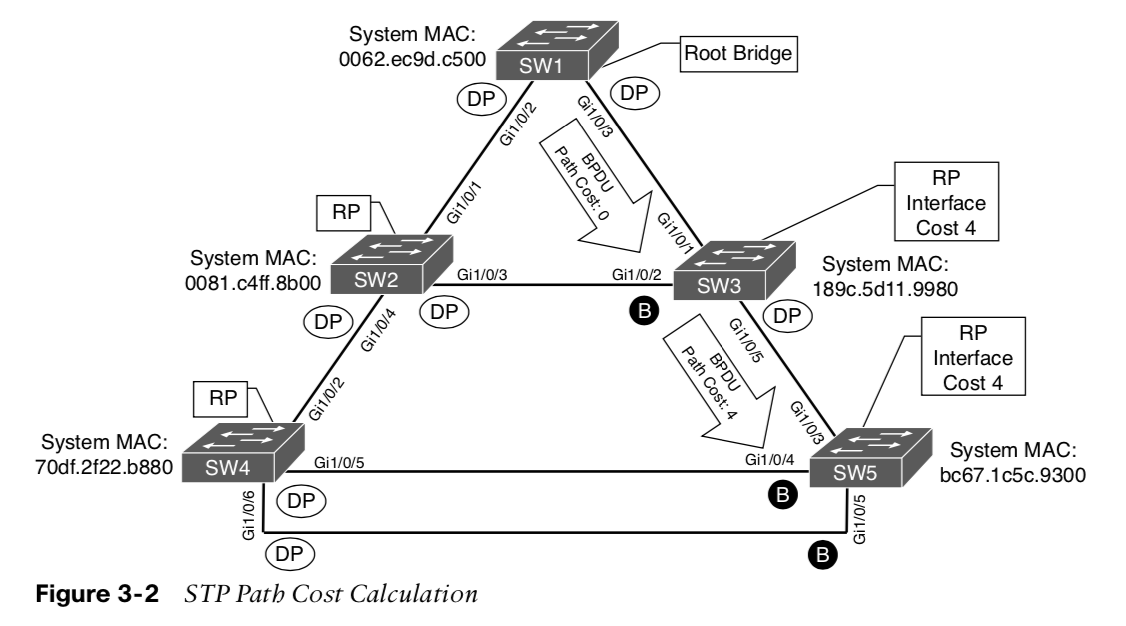 System MAC:
0062.ec9d.c500
SW1
Root Bridge
DP
DP
Gi1/0/2
Gi1/0/3
BPDU
Path Cost: 0
Gi1/0/1
Gi1/0/1
RP
RP
Interface
Cost 4
System MAC:
0081.c4ff.8b00
SW2
Gi1/0/3
Gi1/0/2
SW3
System MAC:
189c.5d11.9980
DP
DP
B
DP
Gi1/0/4
Gi1/0/5
BPDU
Path Cost: 4
RP
Interface
Cost 4
RP
Gi1/0/2
Gi1/0/3
System MAC:
70df.2f22.b880
SW4
Gi1/0/5
Gi1/0/4
SW5
System MAC:
bc67.1c5c.9300
Gi1/0/6
DP
B
Gi1/0/5
DP
B
Figure 3-2 STP Path Cost Calculation